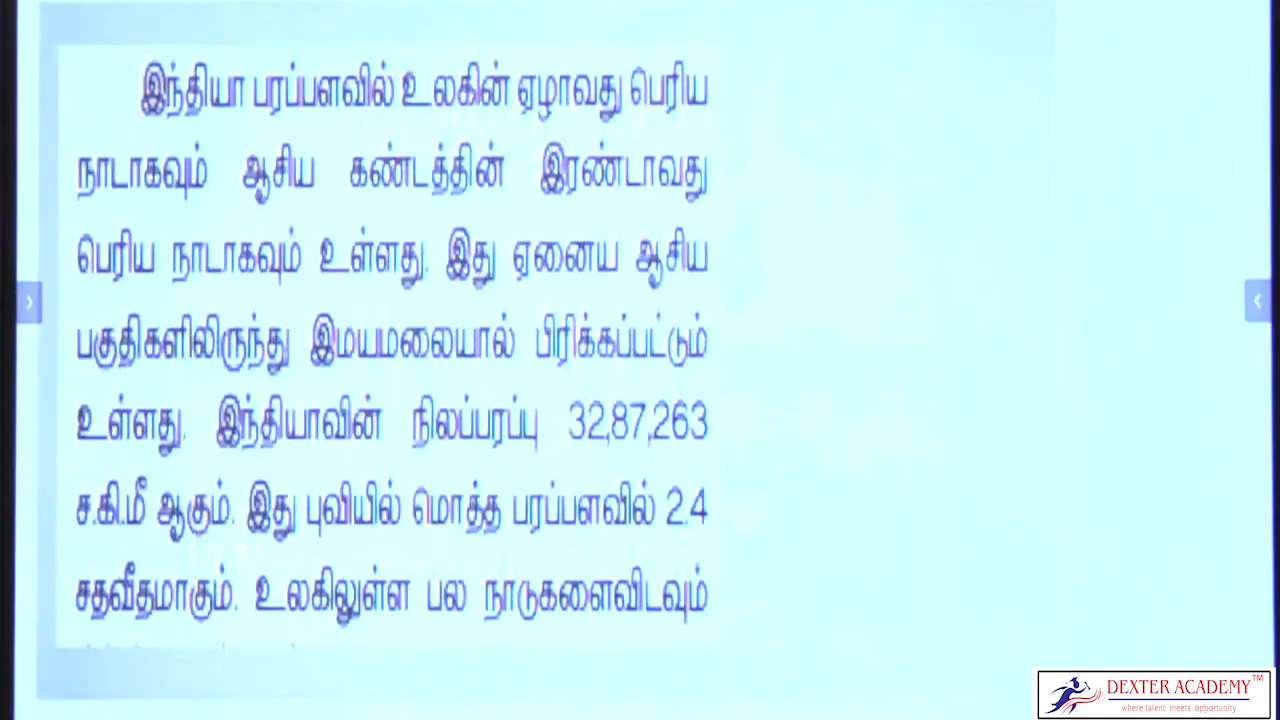 இந்தியா பரப்பளவில் உலகின் ஏழாவது பெரிய
நாடாகவும் ஆசிய கண்டத்தின் இரண்டாவது
பெரிய நாடாகவும் உள்ளது. இது ஏனைய ஆசிய
பகுதிகளிலிருந்து இமயமலையால் பிரிக்கப்பட்டும்
உள்ளது. இந்தியாவின் நிலப்பரப்பு 32,87,263
ச.கி.மீ ஆகும். இது புவியில் மொத்த பரப்பளவில் 2.4
சதவீதமாகும். உலகிலுள்ள பல நாடுகளைவிடவும்
DEXTER ACADEMY™
where talent meets opportunity